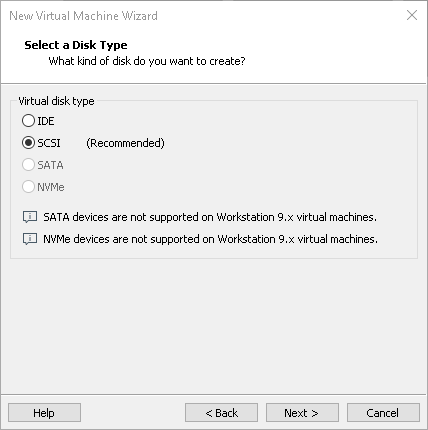 New Virtual Machine Wizard
Select a Disk Type
What kind of disk do you want to create?
Virtual disk type
IDE
SCSI (Recommended)
SATA
NVMe
SATA devices are not supported on Workstation 9.x virtual machines.
NVMe devices are not supported on Workstation 9.x virtual machines.
Help < Back Next > Cancel